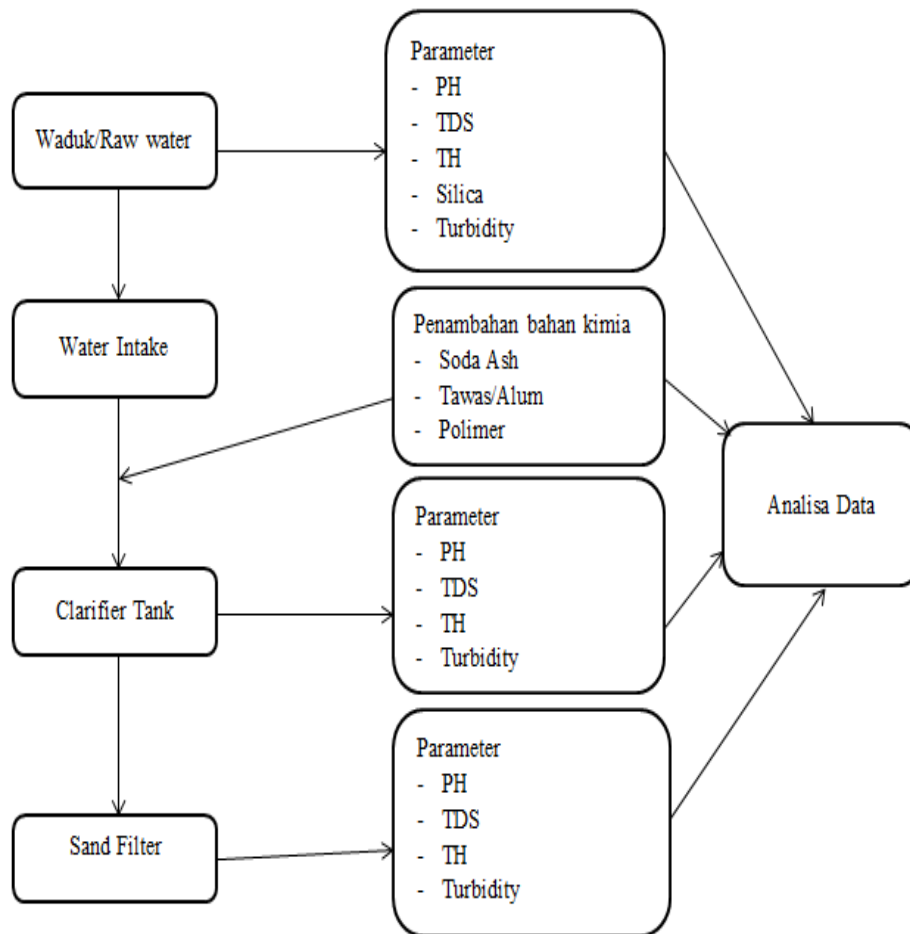 Waduk/Raw water
Parameter
- PH
- TDS
- TH
- Silica
- Turbidity
Water Intake
Penambahan bahan kimia
- Soda Ash
- Tawas/Alum
- Polimer
Clarifier Tank
Parameter
- PH
- TDS
- TH
- Turbidity
Analisa Data
Sand Filter
Parameter
- PH
- TDS
- TH
- Turbidity